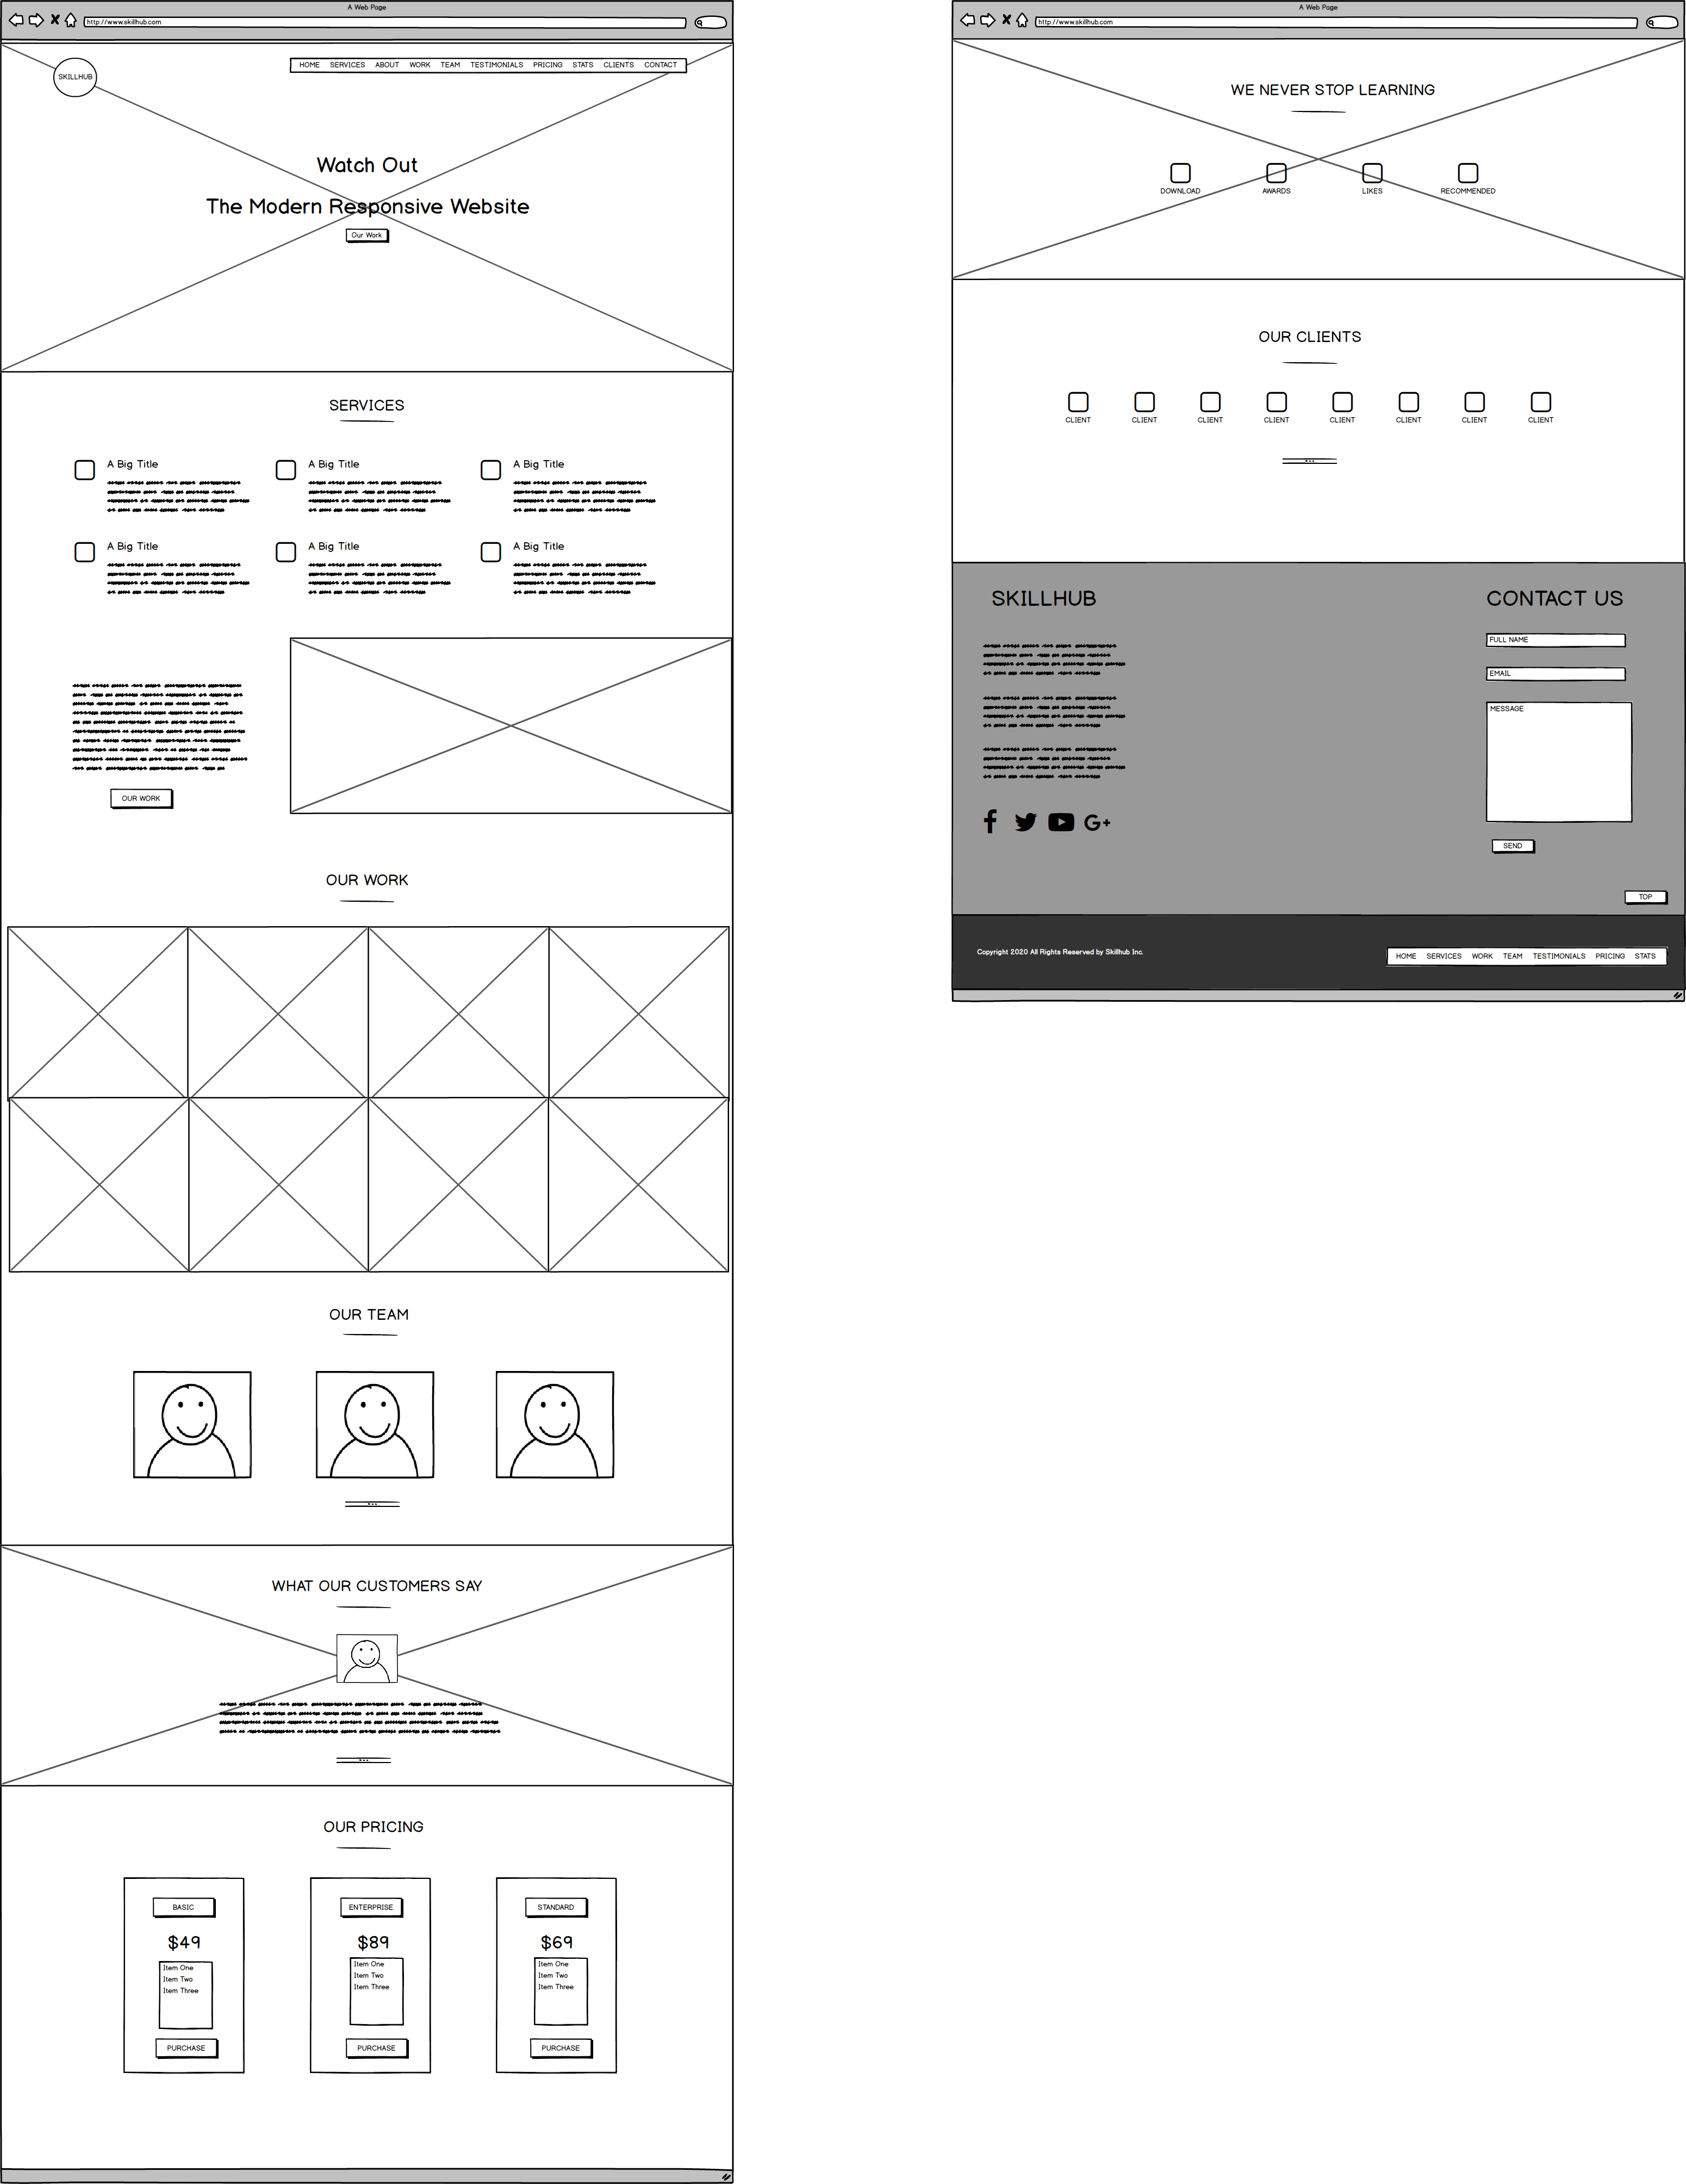 A Web Page
http://www.skillhub.com
SKILLHUB
HOME SERVICES ABOUT WORK TEAM TESTIMONIALS PRICING STATS CLIENTS CONTACT
Watch Out
The Modern Responsive Website
Our Work
SERVICES
A Big Title A Big Title A Big Title
A Big Title A Big Title A Big Title
OUR WORK
OUR WORK
OUR TEAM
WHAT OUR CUSTOMERS SAY
OUR PRICING
BASIC
$49
Item One
Item Two
Item Three
PURCHASE
ENTERPRISE
$89
Item One
Item Two
Item Three
PURCHASE
STANDARD
$69
Item One
Item Two
Item Three
PURCHASE
A Web Page
http://www.skillhub.com
WE NEVER STOP LEARNING
DOWNLOAD AWARDS LIKES RECOMMENDED
OUR CLIENTS
CLIENT CLIENT CLIENT CLIENT CLIENT CLIENT CLIENT CLIENT
SKILLHUB
CONTACT US
FULL NAME
EMAIL
MESSAGE
SEND
TOP
Copyright 2020 All Rights Reserved by Skillhub Inc.
HOME SERVICES WORK TEAM TESTIMONIALS PRICING STATS